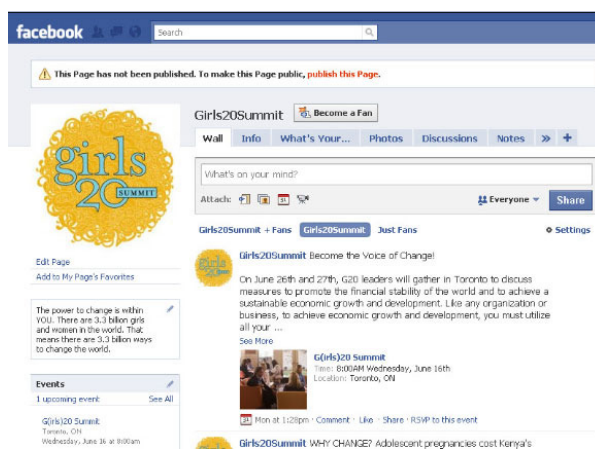 facebook
Search
This Page has not been published. To make this Page public, publish this Page.
girls
20
SUMMIT
Girls20Summit
Become a Fan
Wall Info What's Your... Photos Discussions Notes » +
What's on your mind?
Attach: 31 Everyone Share
Girls20Summit + Fans Girls20Summit Just Fans Settings
Edit Page
Add to My Page's Favorites
The power to change is within
YOU. There are 3.3 billion girls
and women in the world. That
means there are 3.3 billion ways
to change the world.
Events
1 upcoming event See All
G(irls)20 Summit
Toronto, ON
Wednesday, June 16 at 8:00am
Girls20Summit Become the Voice of Change!
On June 26th and 27th, G20 leaders will gather in Toronto to discuss
measures to promote the financial stability of the world and to achieve a
sustainable economic growth and development. Like any organization or
business, to achieve economic growth and development, you must utilize
all your ...
See More
G(irls)20 Summit
Time: 8:00AM Wednesday, June 16th
Location: Toronto, ON
31 Mon at 1:28pm · Comment · Like · Share · RSVP to this event
Girls20Summit WHY CHANGE? Adolescent pregnancies cost Kenya's